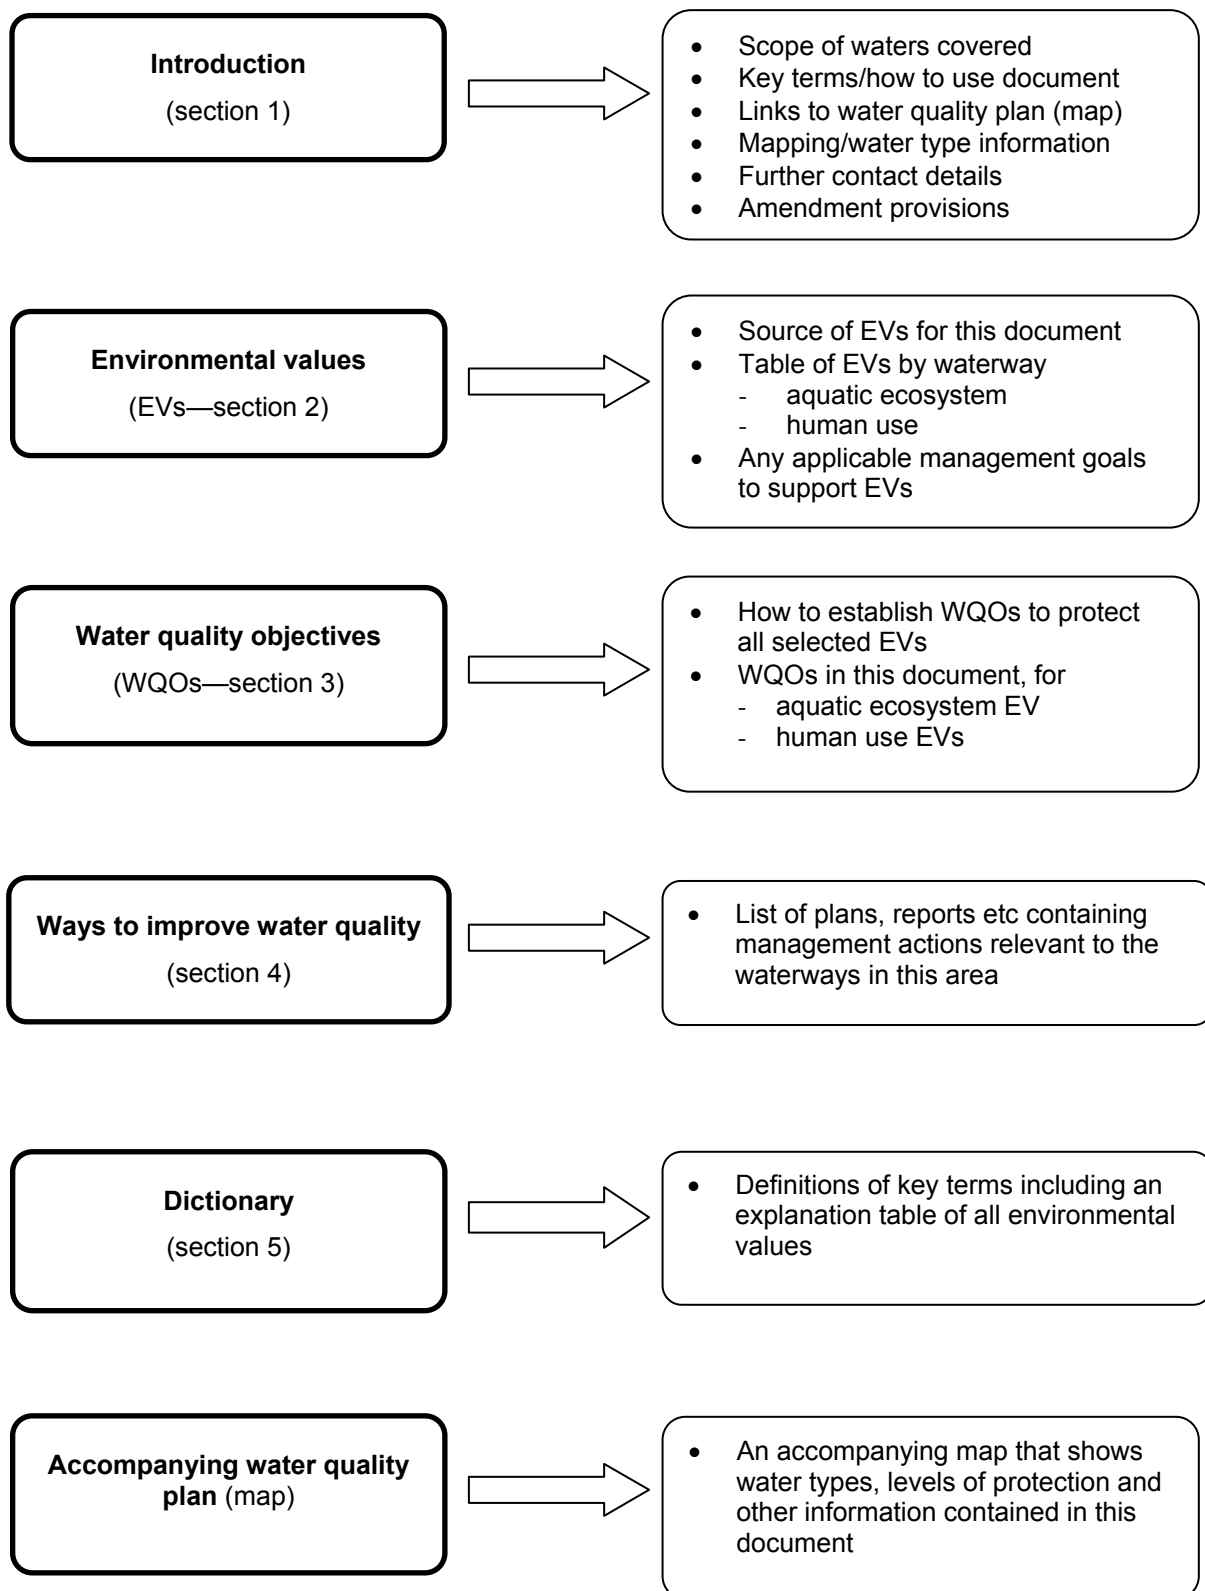 Introduction
(section 1)
• Scope of waters covered
• Key terms/how to use document
• Links to water quality plan (map)
• Mapping/water type information
• Further contact details
• Amendment provisions
Environmental values
(EVs—section 2)
• Source of EVs for this document
• Table of EVs by waterway
- aquatic ecosystem
- human use
• Any applicable management goals
to support EVs
Water quality objectives
(WQOs—section 3)
• How to establish WQOs to protect
all selected EVs
• WQOs in this document, for
- aquatic ecosystem EV
- human use EVs
Ways to improve water quality
(section 4)
• List of plans, reports etc containing
management actions relevant to the
waterways in this area
Dictionary
(section 5)
• Definitions of key terms including an
explanation table of all environmental
values
Accompanying water quality
plan (map)
• An accompanying map that shows
water types, levels of protection and
other information contained in this
document